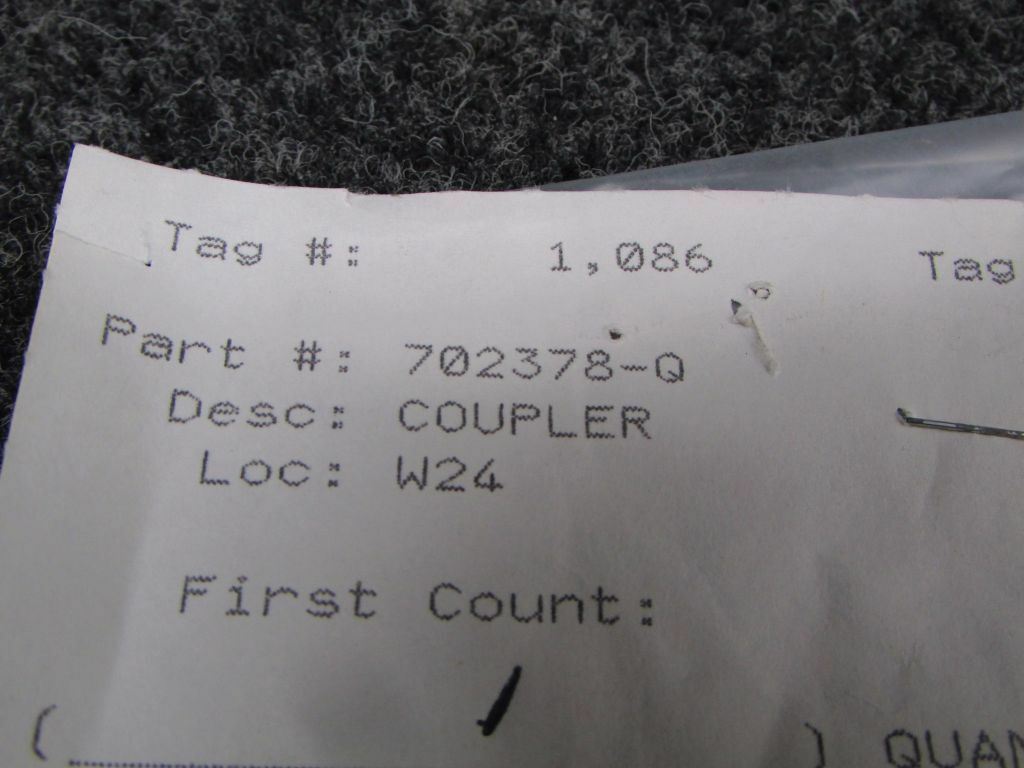 Tag #: 1,086 Tag
Part #: 702378-Q
Desc: COUPLER
Loc: W24
First Count:
1
( ) QUAN